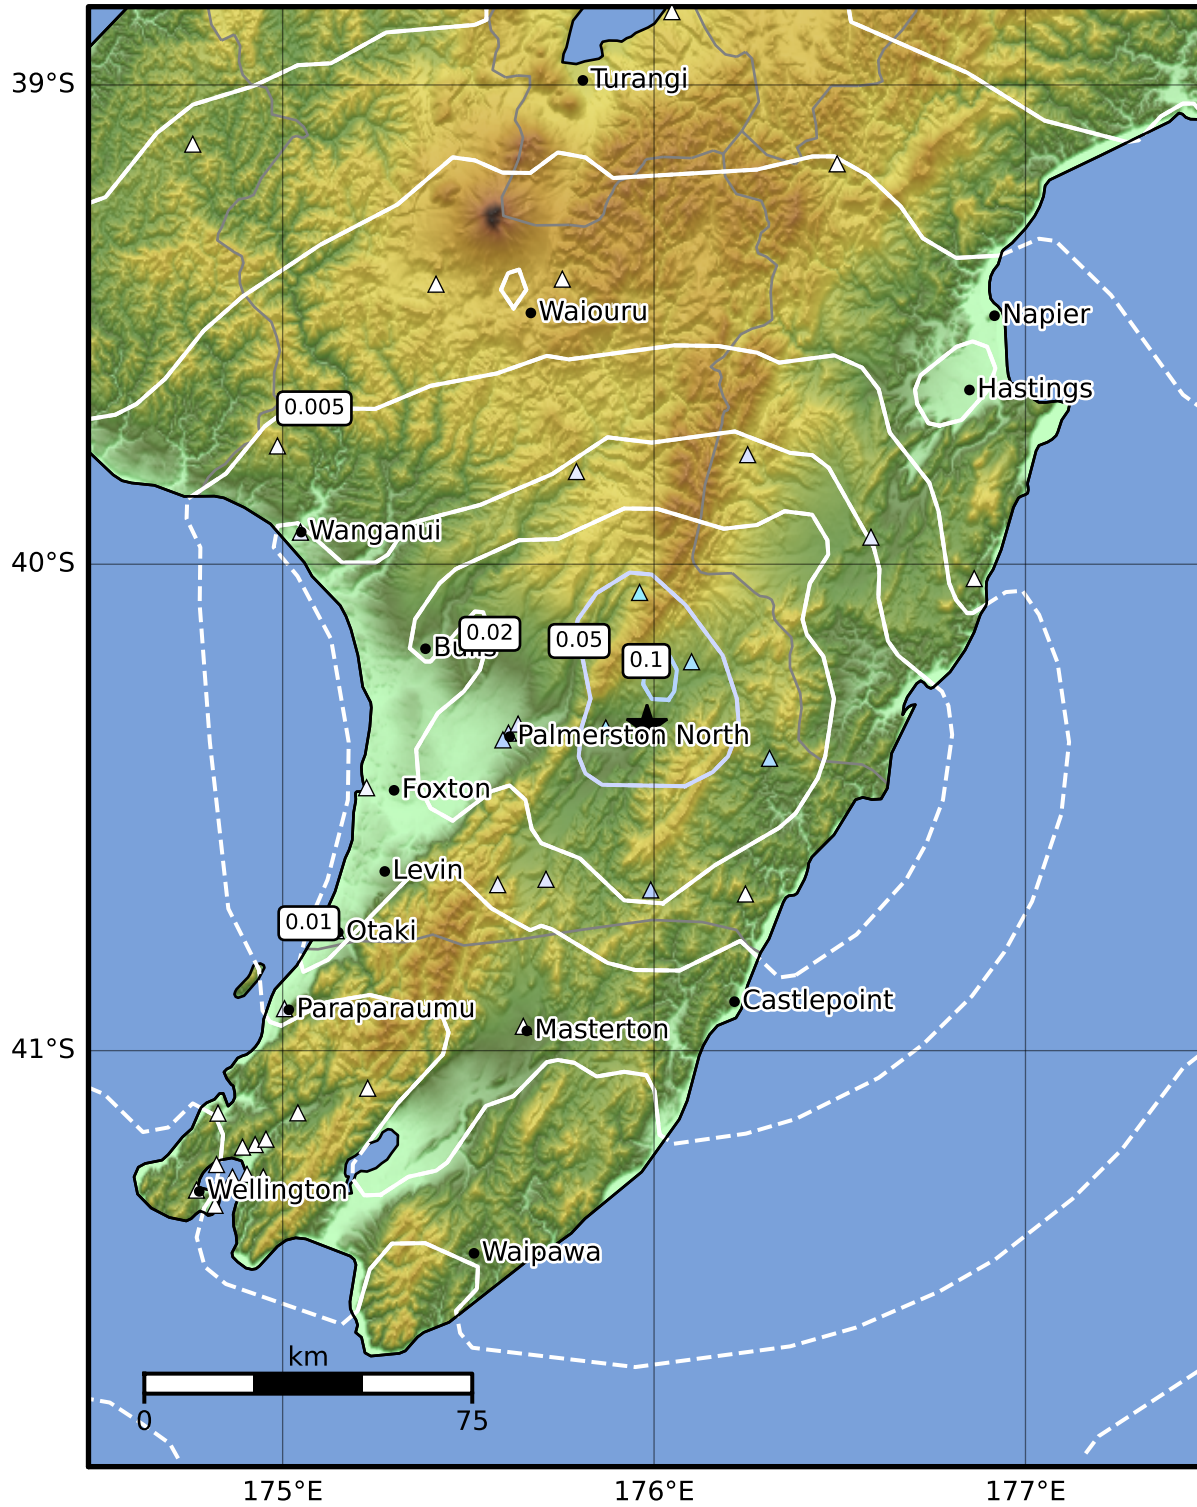 39°S
Turangi
Waiouru
Napier
Hastings
0.005
Wanganui
40°S
0.02
0.05
Bulls
0.1
Palmerston North
Foxton
Levin
0.01
Otaki
Castlepoint
Paraparaumu
Masterton
41°S
Wellington
Waipawa
km
0
75
175°E
176°E
177°E